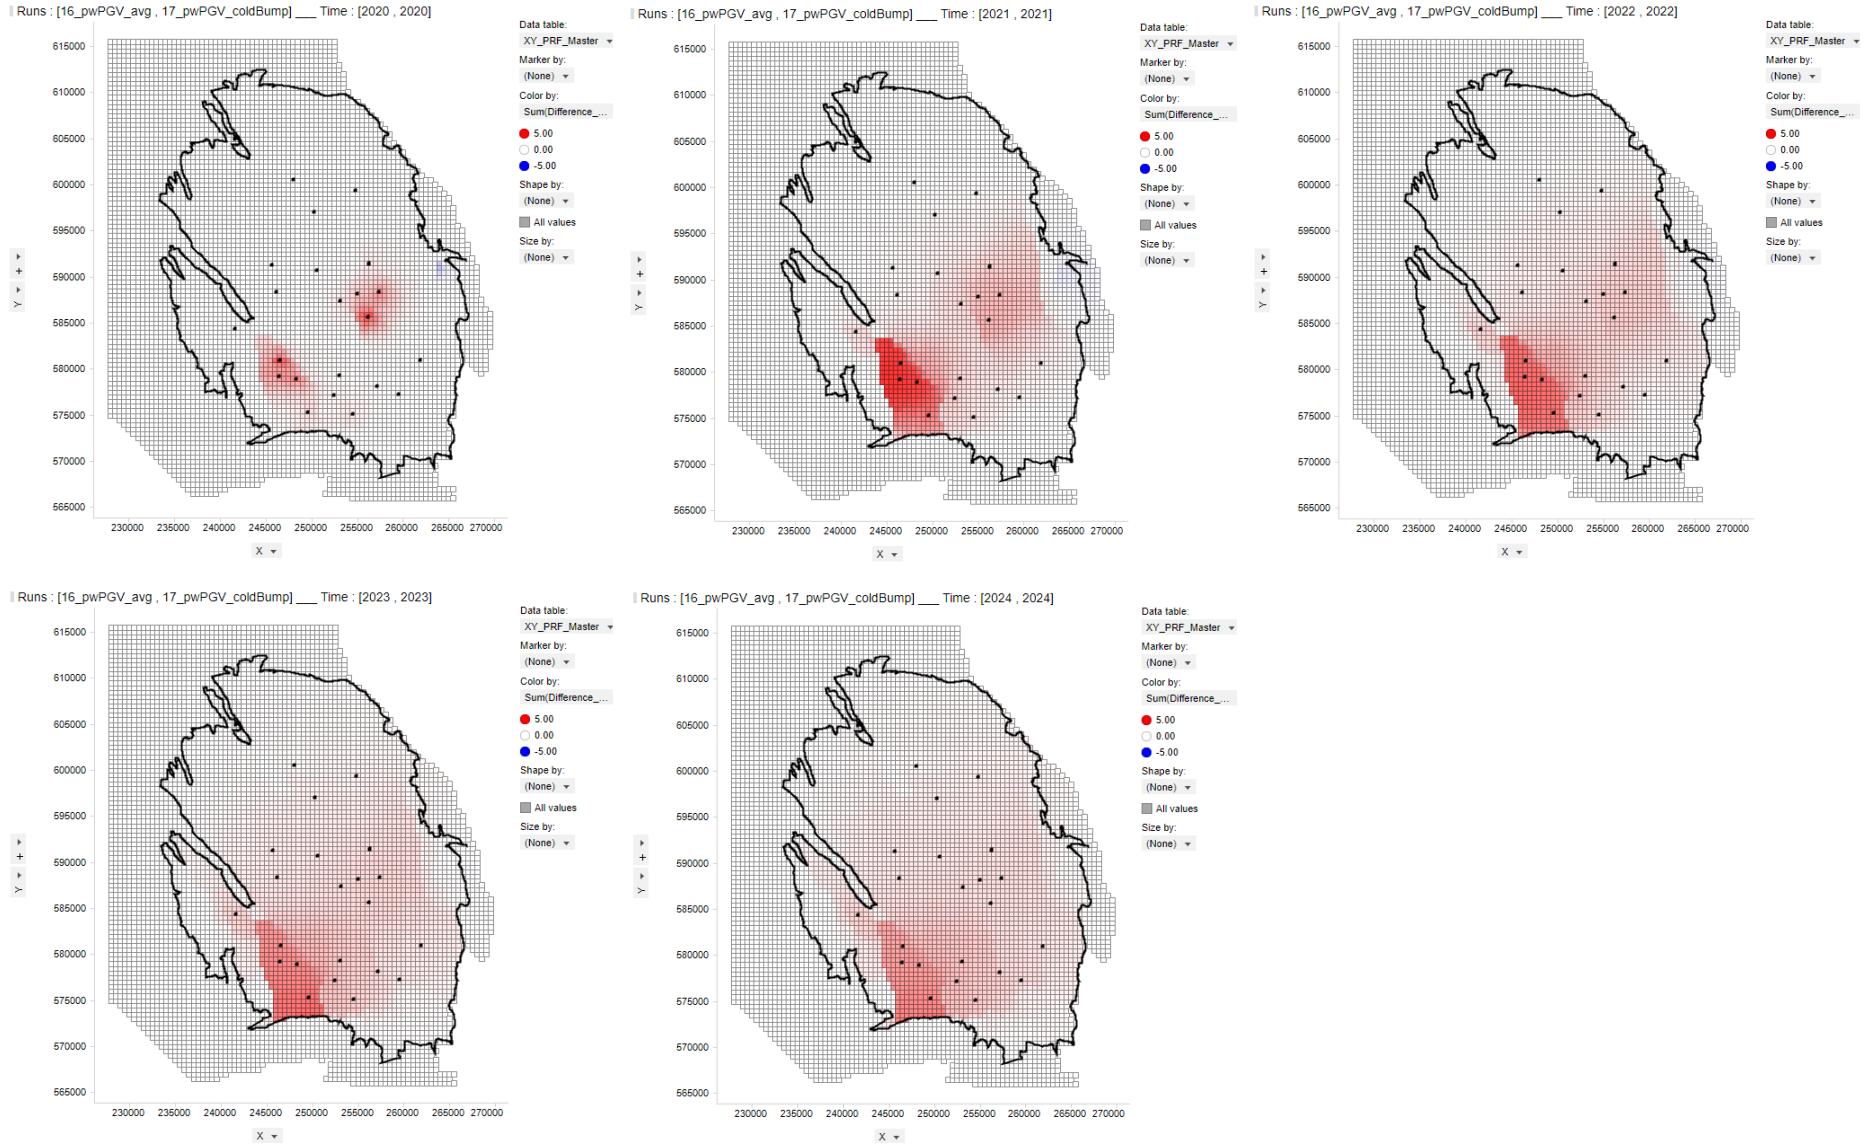 Runs : [16_pwPGV_avg , 17_pwPGV_coldBump] ___ Time : [2020 , 2020]
615000
610000
605000
600000
595000
590000
585000
580000
575000
570000
565000
230000 235000 240000 245000 250000 255000 260000 265000 270000
X
+
Y
Data table:
XY_PRF_Master
Marker by:
(None)
Color by:
Sum(Difference_...
5.00
0.00
-5.00
Shape by:
(None)
All values
Size by:
(None)
Runs : [16_pwPGV_avg , 17_pwPGV_coldBump] ___ Time : [2021 , 2021]
615000
610000
605000
600000
595000
590000
585000
580000
575000
570000
565000
230000 235000 240000 245000 250000 255000 260000 265000 270000
X
+
Y
Data table:
XY_PRF_Master
Marker by:
(None)
Color by:
Sum(Difference_...
5.00
0.00
-5.00
Shape by:
(None)
All values
Size by:
(None)
Runs : [16_pwPGV_avg , 17_pwPGV_coldBump] ___ Time : [2022 , 2022]
615000
610000
605000
600000
595000
590000
585000
580000
575000
570000
565000
230000 235000 240000 245000 250000 255000 260000 265000 270000
X
+
Y
Data table:
XY_PRF_Master
Marker by:
(None)
Color by:
Sum(Difference_...
5.00
0.00
-5.00
Shape by:
(None)
All values
Size by:
(None)
Runs : [16_pwPGV_avg , 17_pwPGV_coldBump] ___ Time : [2023 , 2023]
615000
610000
605000
600000
595000
590000
585000
580000
575000
570000
565000
230000 235000 240000 245000 250000 255000 260000 265000 270000
X
+
Y
Data table:
XY_PRF_Master
Marker by:
(None)
Color by:
Sum(Difference_...
5.00
0.00
-5.00
Shape by:
(None)
All values
Size by:
(None)
Runs : [16_pwPGV_avg , 17_pwPGV_coldBump] ___ Time : [2024 , 2024]
615000
610000
605000
600000
595000
590000
585000
580000
575000
570000
565000
230000 235000 240000 245000 250000 255000 260000 265000 270000
X
+
Y
Data table:
XY_PRF_Master
Marker by:
(None)
Color by:
Sum(Difference_...
5.00
0.00
-5.00
Shape by:
(None)
All values
Size by:
(None)